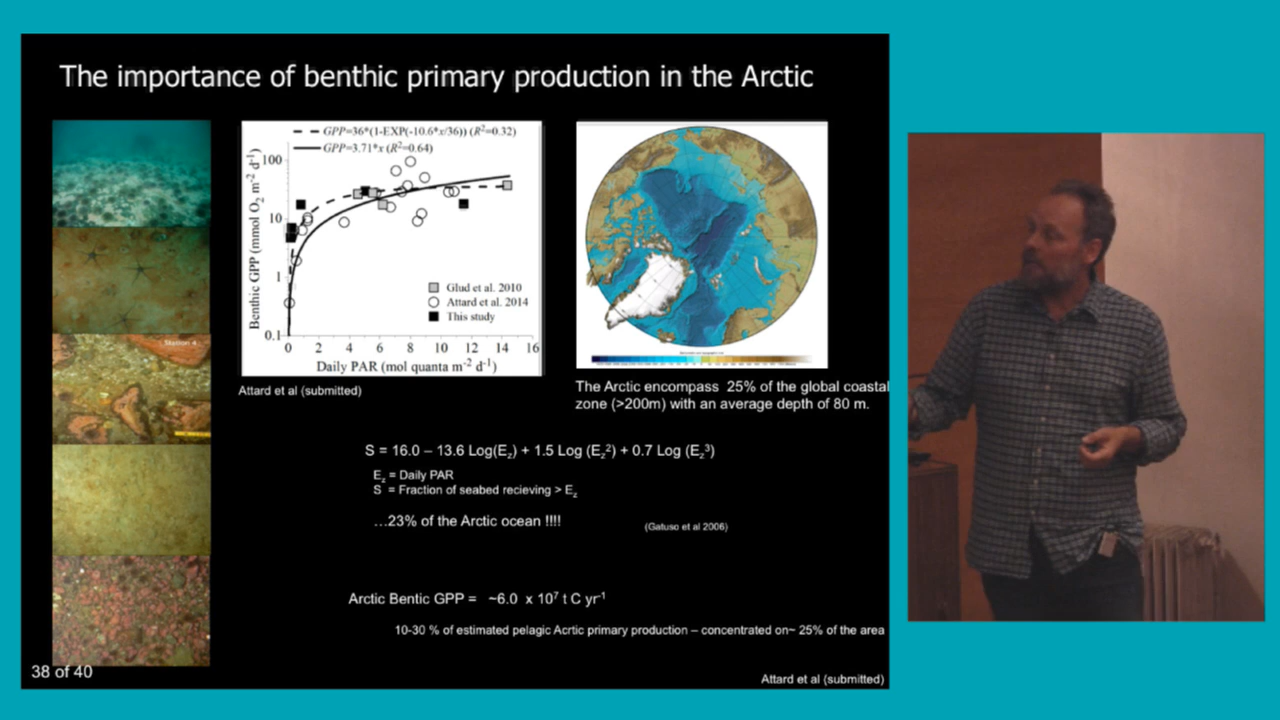 The importance of benthic primary production in the Arctic
GPP=36*(1-EXP(-10.6*x/36)) (R²=0.32)
GPP=3.71*x (R²=0.64)
Benthic GPP (mmol O₂ m⁻² d⁻¹)
100
10
1
0.1
Glud et al. 2010
Attard et al. 2014
This study
0 2 4 6 8 10 12 14 16
Daily PAR (mol quanta m⁻² d⁻¹)
Station 4
Attard et al (submitted)
The Arctic encompass 25% of the global coastal
zone (>200m) with an average depth of 80 m.
S = 16.0 – 13.6 Log(Ez) + 1.5 Log (Ez²) + 0.7 Log (Ez³)
Ez = Daily PAR
S = Fraction of seabed recieving > Ez
...23% of the Arctic ocean !!!!
(Gatuso et al 2006)
Arctic Bentic GPP = ~6.0 x 10⁷ t C yr⁻¹
10-30 % of estimated pelagic Acrtic primary production – concentrated on~ 25% of the area
38 of 40
Attard et al (submitted)